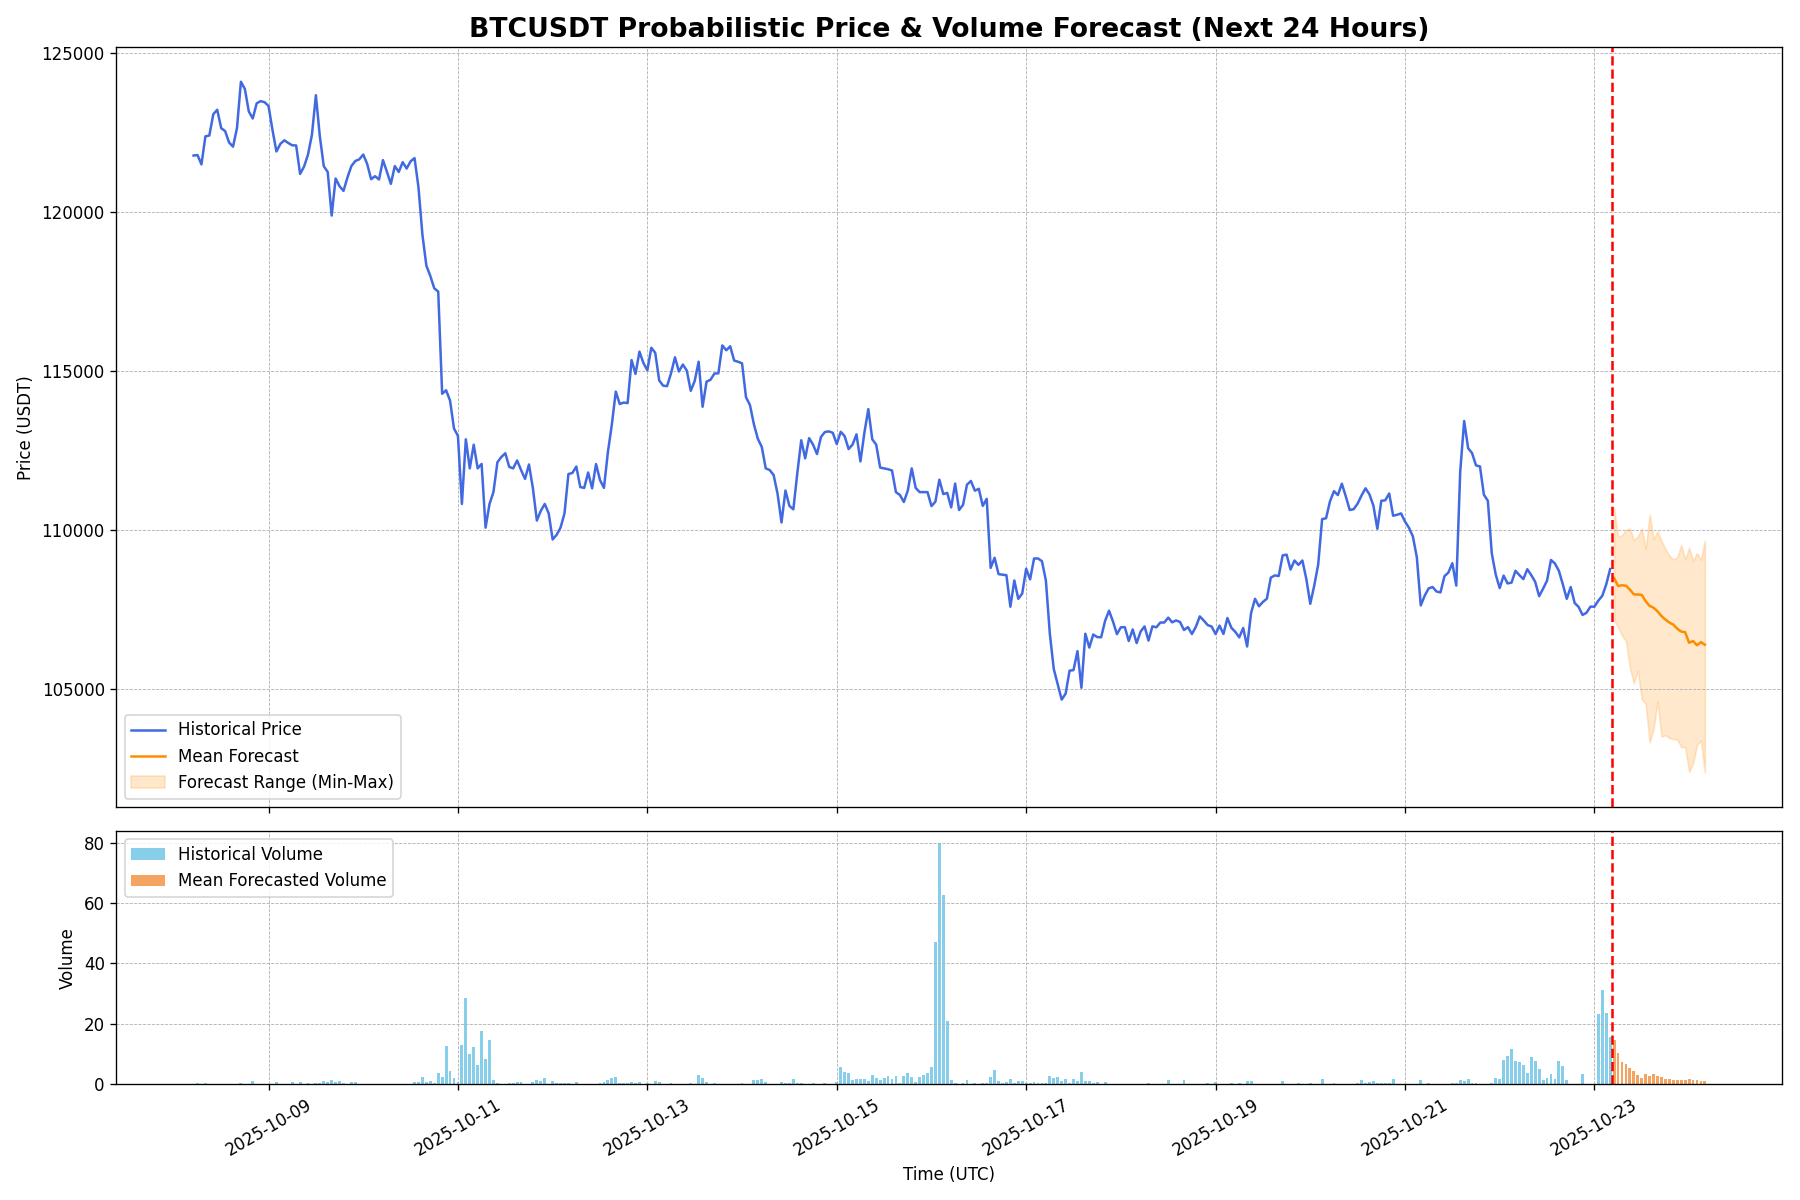 BTCUSDT Probabilistic Price & Volume Forecast (Next 24 Hours)
125000
120000
115000
110000
105000
Price (USDT)
Historical Price
Mean Forecast
Forecast Range (Min-Max)
80
60
40
20
0
Volume
Historical Volume
Mean Forecasted Volume
2025-10-09
2025-10-11
2025-10-13
2025-10-15
2025-10-17
2025-10-19
2025-10-21
2025-10-23
Time (UTC)